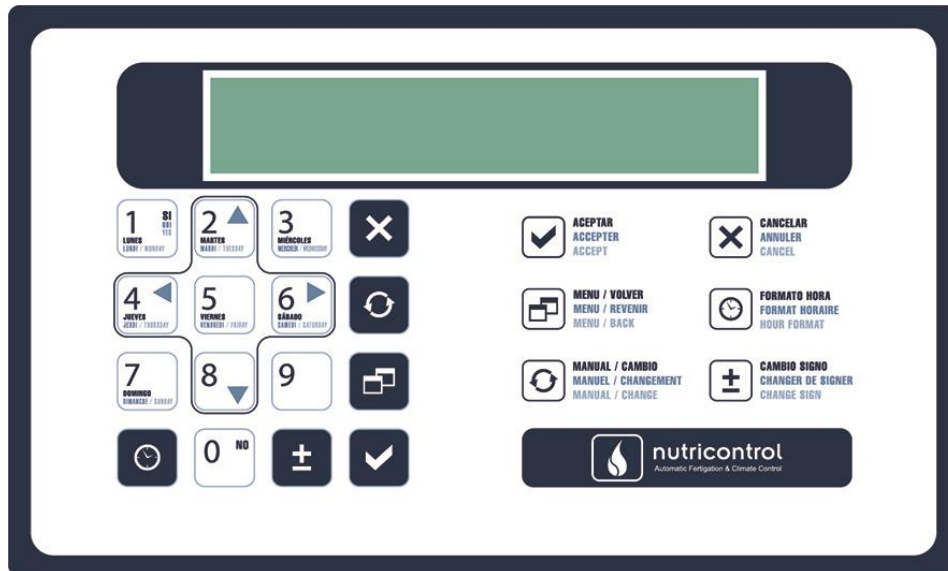 1 SI
OUI
YES
LUNES
LUNDI / MONDAY
2
MARTES
MARDI / TUESDAY
3
MIÉRCOLES
MERCREDI / WEDNESDAY
4
JUEVES
JEUDI / THURSDAY
5
VIERNES
VENDREDI / FRIDAY
6
SÁBADO
SAMEDI / SATURDAY
7
DOMINGO
DIMANCHE / SUNDAY
8
9
0 NO
±
ACEPTAR
ACCEPTER
ACCEPT
CANCELAR
ANNULER
CANCEL
MENU / VOLVER
MENU / REVENIR
MENU / BACK
FORMATO HORA
FORMAT HORAIRE
HOUR FORMAT
MANUAL / CAMBIO
MANUEL / CHANGEMENT
MANUAL / CHANGE
±
CAMBIO SIGNO
CHANGER DE SIGNER
CHANGE SIGN
nutricontrol
Automatic Fertigation & Climate Control